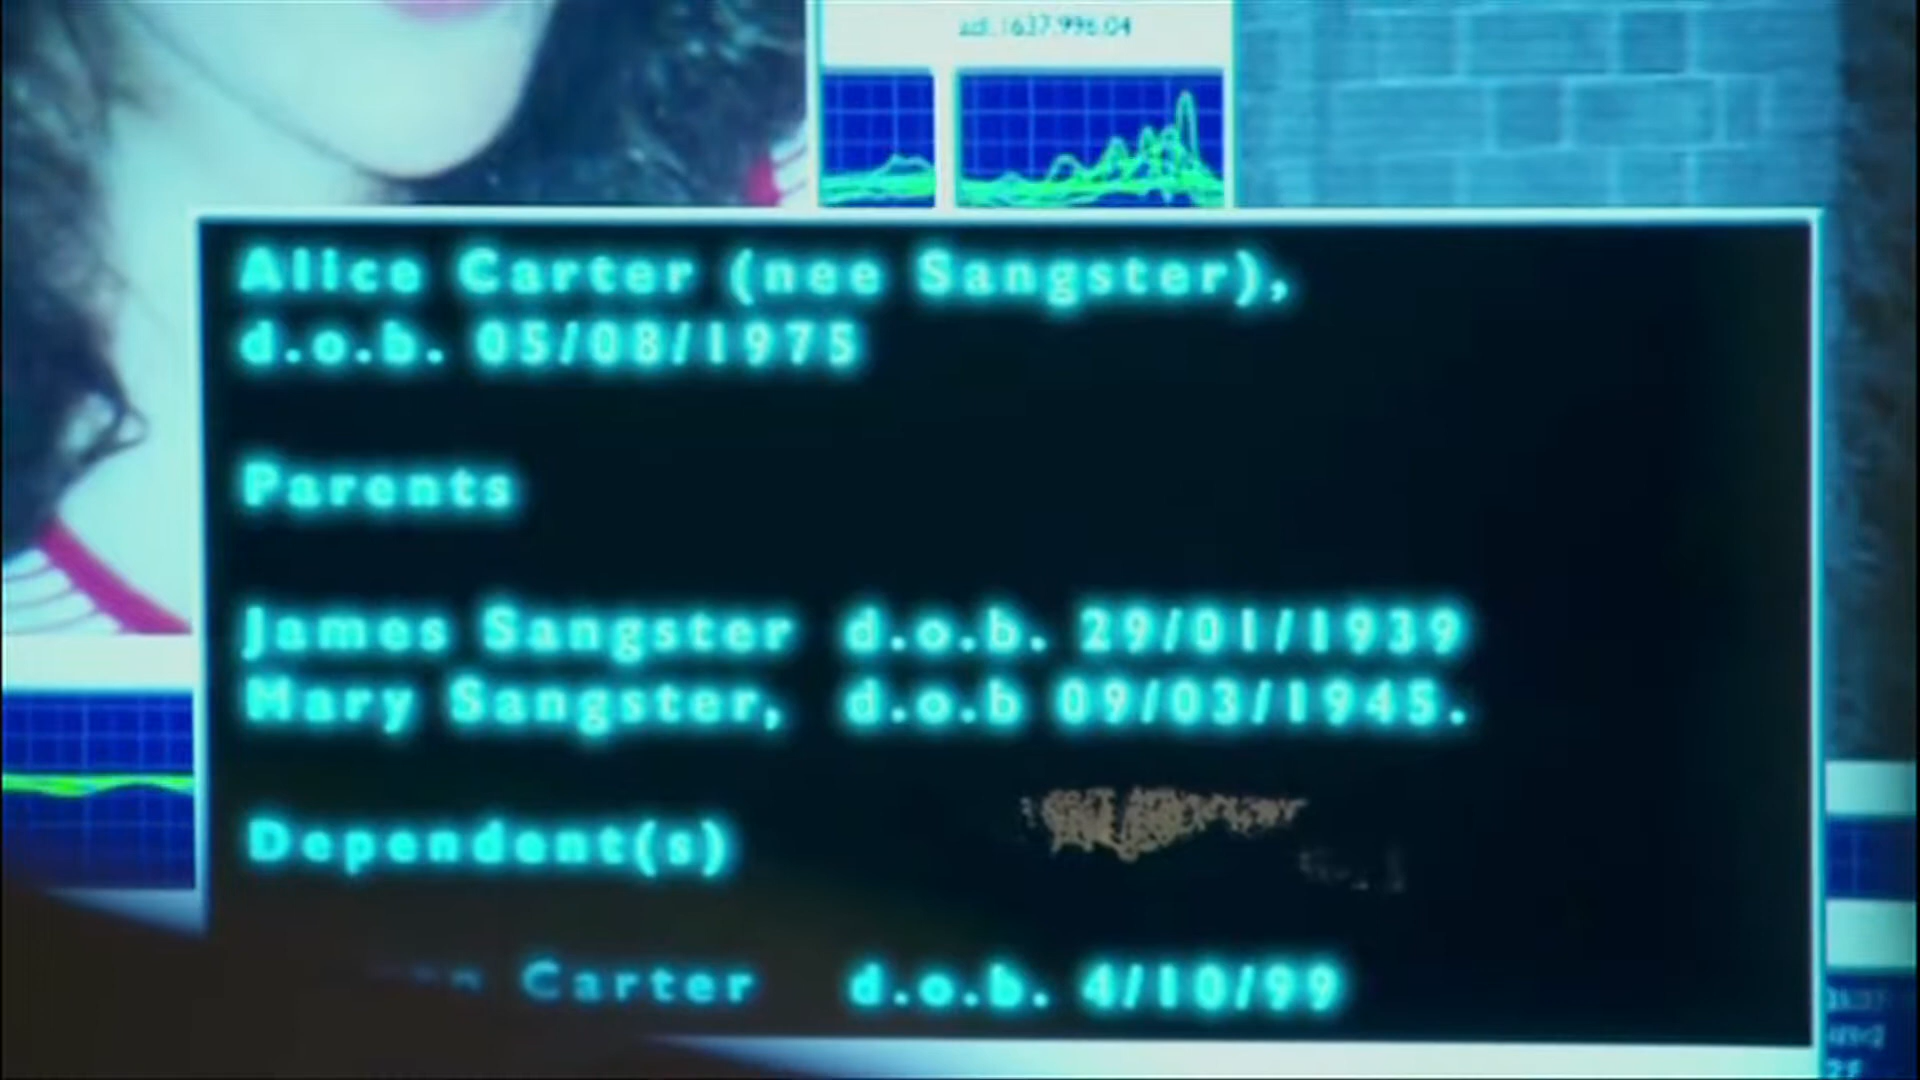 Alice Carter (nee Sangster),
d.o.b. 05/08/1975
Parents
James Sangster d.o.b. 29/01/1939
Mary Sangster, d.o.b 09/03/1945.
Dependent(s)
Carter d.o.b. 4/10/99